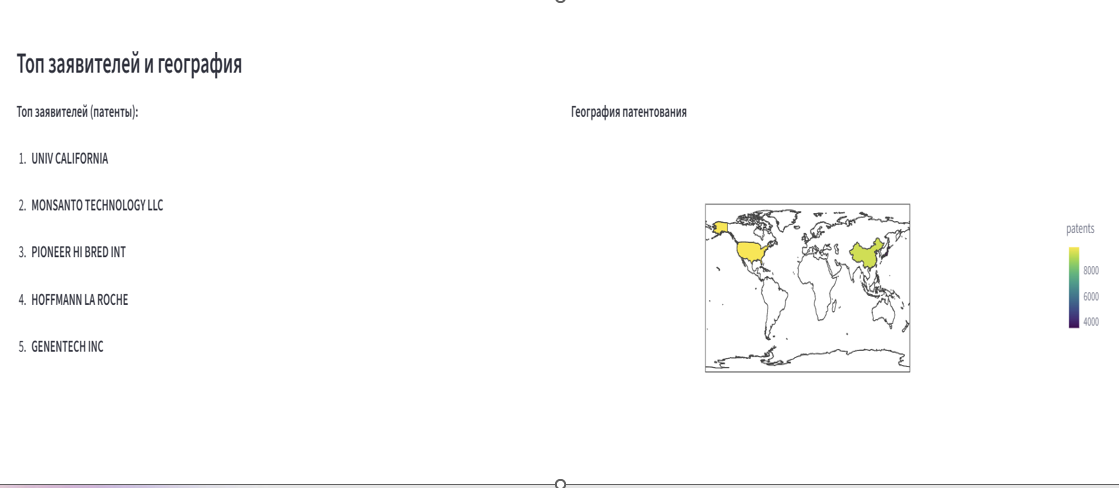 Топ заявителей и география
Топ заявителей (патенты):
1. UNIV CALIFORNIA
2. MONSANTO TECHNOLOGY LLC
3. PIONEER HI BRED INT
4. HOFFMANN LA ROCHE
5. GENENTECH INC
География патентования
patents
8000
6000
4000